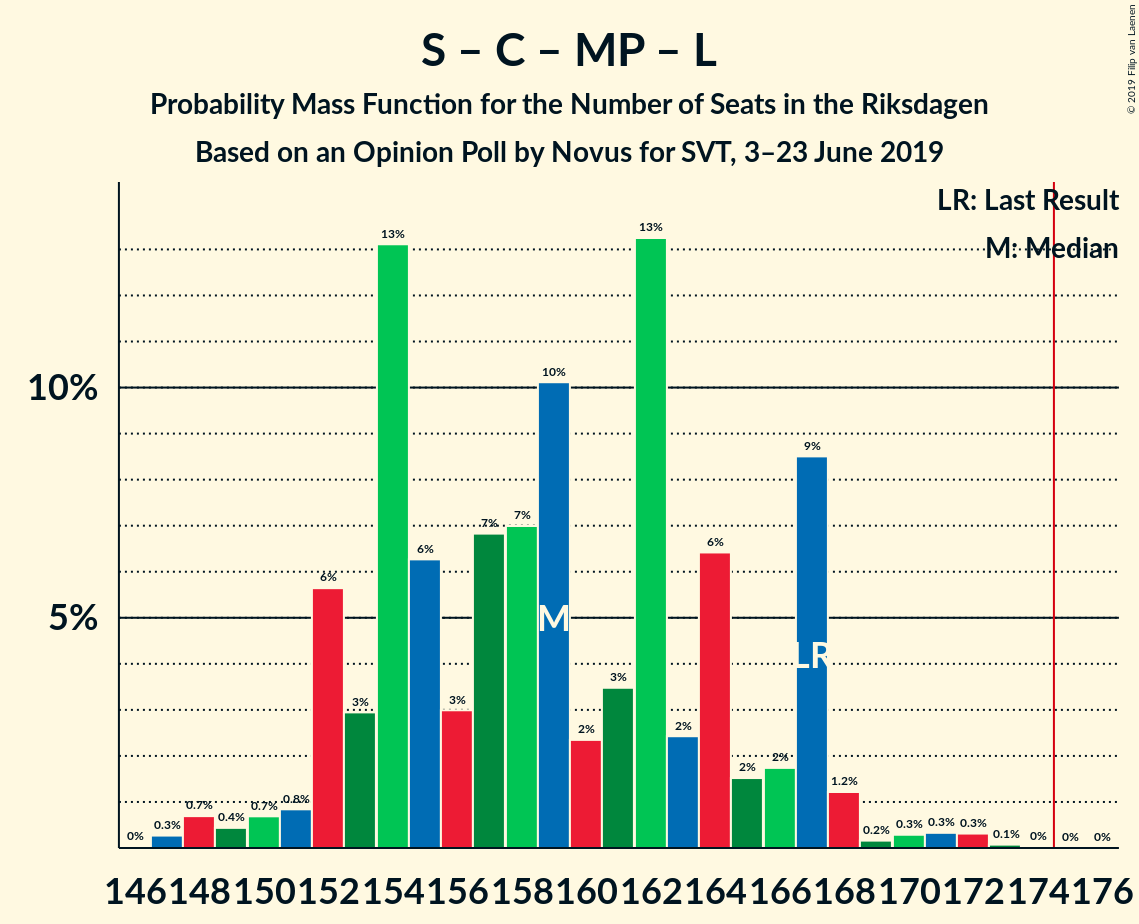 S – C – MP – L
Probability Mass Function for the Number of Seats in the Riksdagen
Based on an Opinion Poll by Novus for SVT, 3–23 June 2019
© 2019 Filip van Laenen
LR: Last Result
M: Median
10%
5%
0% 0.3% 0.7% 0.4% 0.7% 0.8% 6% 3% 13% 6% 3% 7% 7% 10% 2% 3% 13% 2% 6% 2% 2% 9% 1.2% 0.2% 0.3% 0.3% 0.3% 0.1% 0% 0% 0%
M
LR
146 148 150 152 154 156 158 160 162 164 166 168 170 172 174 176